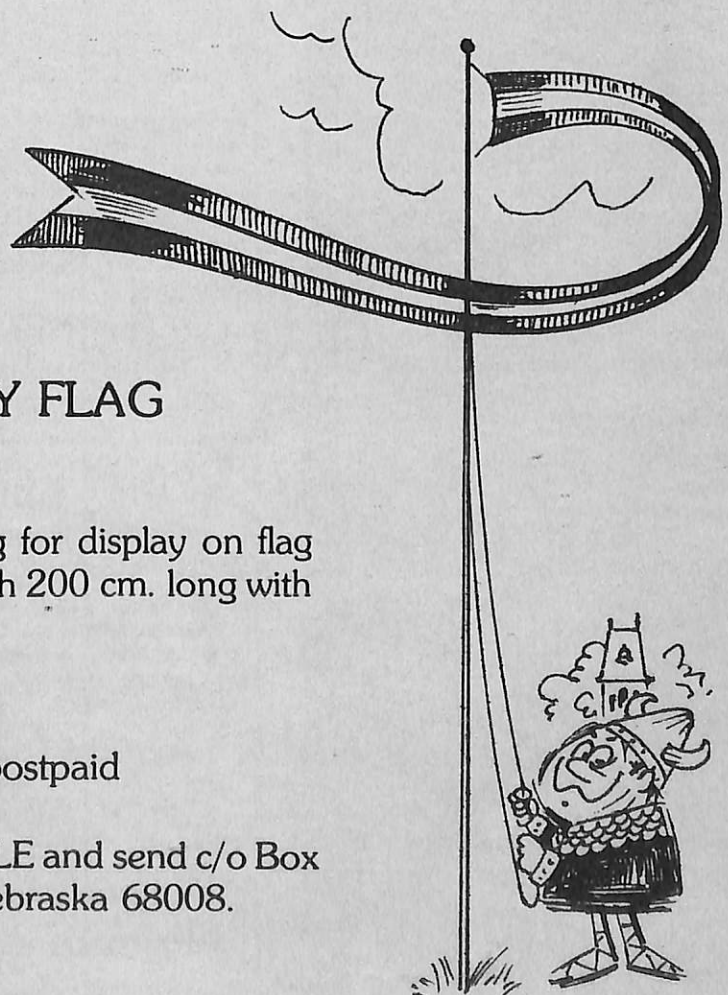 Y FLAG
g for display on flag
h 200 cm. long with
postpaid
LE and send c/o Box
ebraska 68008.